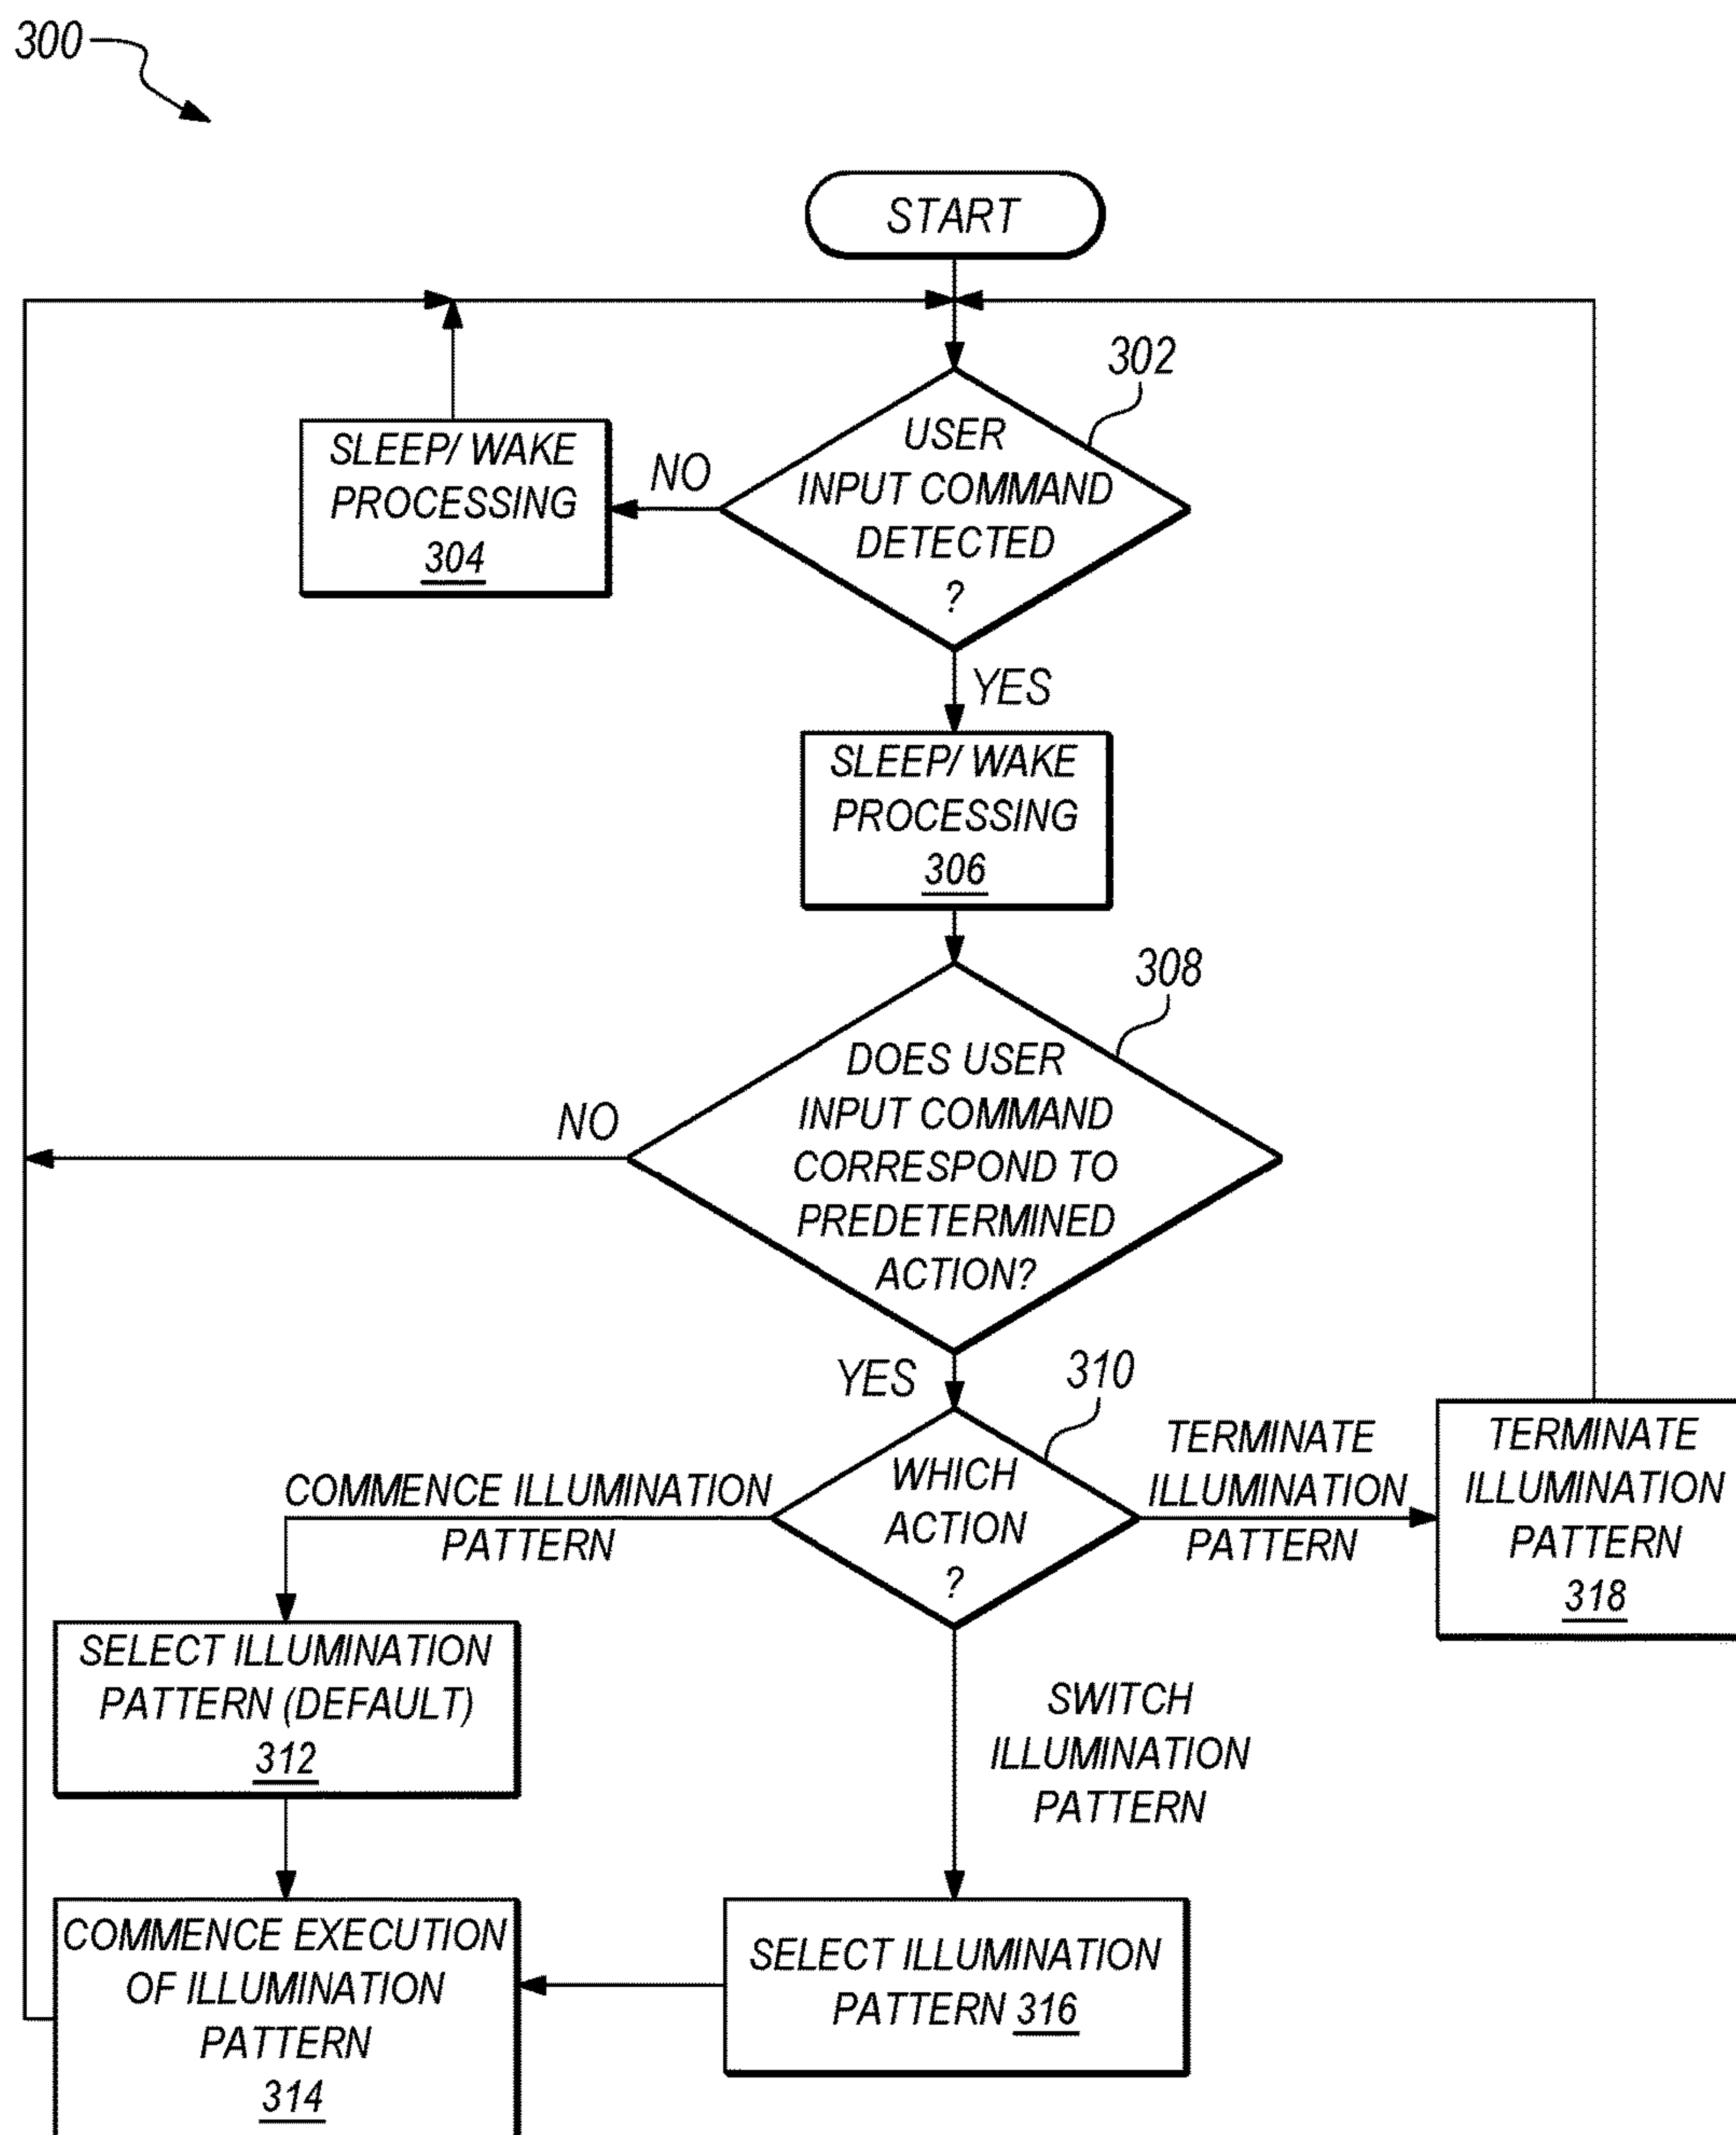 300
START
302
USER
INPUT COMMAND
DETECTED
?
NO
SLEEP/ WAKE
PROCESSING
304
YES
SLEEP/ WAKE
PROCESSING
306
308
DOES USER
INPUT COMMAND
CORRESPOND TO
PREDETERMINED
ACTION?
NO
YES
310
WHICH
ACTION
?
COMMENCE ILLUMINATION
PATTERN
TERMINATE
ILLUMINATION
PATTERN
TERMINATE
ILLUMINATION
PATTERN
318
SELECT ILLUMINATION
PATTERN (DEFAULT)
312
SWITCH
ILLUMINATION
PATTERN
COMMENCE EXECUTION
OF ILLUMINATION
PATTERN
314
SELECT ILLUMINATION
PATTERN 316